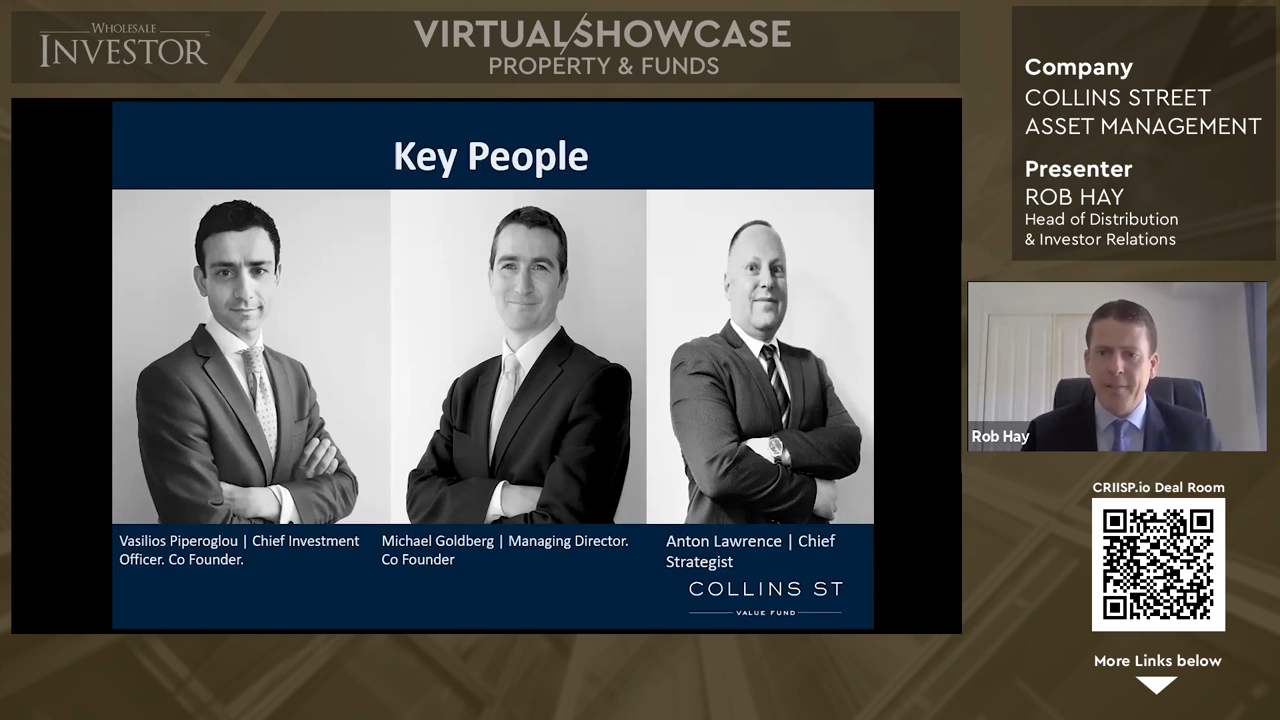 WHOLESALE
INVESTOR
VIRTUAL SHOWCASE
PROPERTY & FUNDS
Key People
Vasilios Piperoglou | Chief Investment
Officer. Co Founder.
Michael Goldberg | Managing Director.
Co Founder
Anton Lawrence | Chief
Strategist
COLLINS ST
VALUE FUND
Company
COLLINS STREET
ASSET MANAGEMENT
Presenter
ROB HAY
Head of Distribution
& Investor Relations
Rob Hay
CRIISP.io Deal Room
More Links below